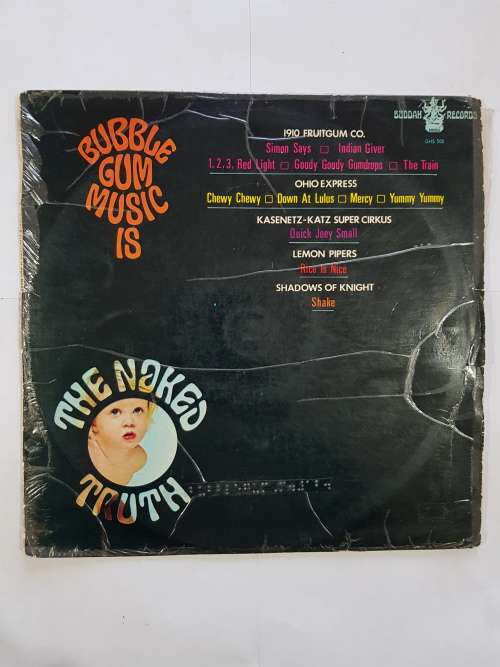 BUBBLE
GUM
MUSIC
IS
BUDDAH RECORDS
1910 FRUITGUM CO.
Simon Says □ Indian Giver
1, 2, 3, Red Light □ Goody Goody Gumdrops □ The Train
OHIO EXPRESS
Chewy Chewy □ Down At Lulus □ Mercy □ Yummy Yummy
KASENETZ-KATZ SUPER CIRKUS
Quick Joey Small
LEMON PIPERS
Rice Is Nice
SHADOWS OF KNIGHT
Shake
THE NAKED
TRUTH